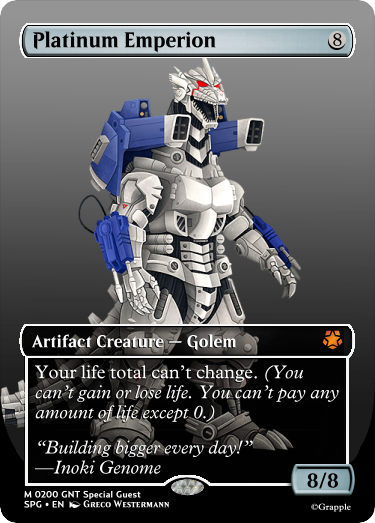 Platinum Emperion
8
Artifact Creature — Golem
Your life total can't change. (You
can't gain or lose life. You can't pay any
amount of life except 0.)
“Building bigger every day!”
—Inoki Genome
8/8
M 0200 GNT Special Guest
SPG • EN Greco Westermann
©Grapple